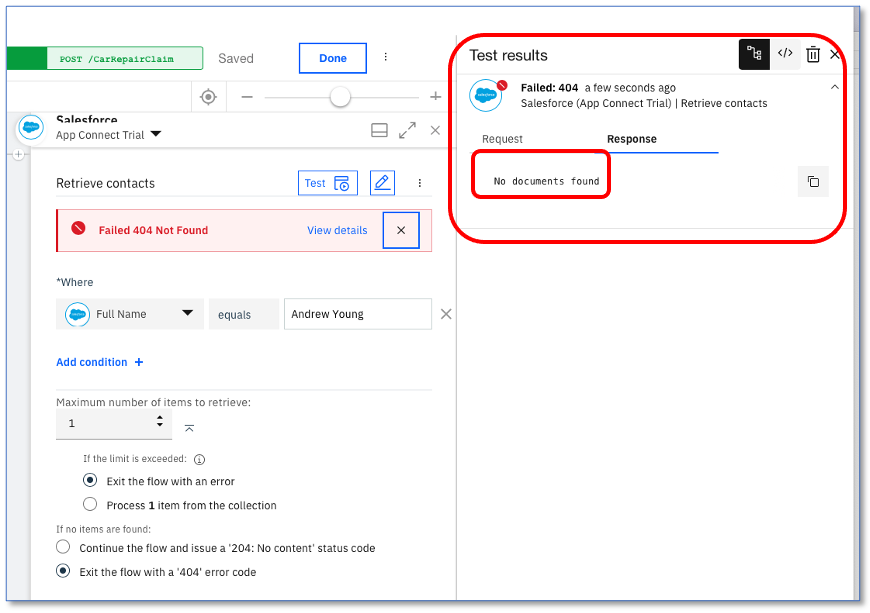 POST /CarRepairClaim
Saved
Done
Salesforce
App Connect Trial
Retrieve contacts
Test
Failed 404 Not Found
View details
*Where
Full Name
equals
Andrew Young
Add condition +
Maximum number of items to retrieve:
1
If the limit is exceeded:
Exit the flow with an error
Process 1 item from the collection
If no items are found:
Continue the flow and issue a '204: No content' status code
Exit the flow with a '404' error code
Test results
Failed: 404 a few seconds ago
Salesforce (App Connect Trial) | Retrieve contacts
Request
Response
No documents found